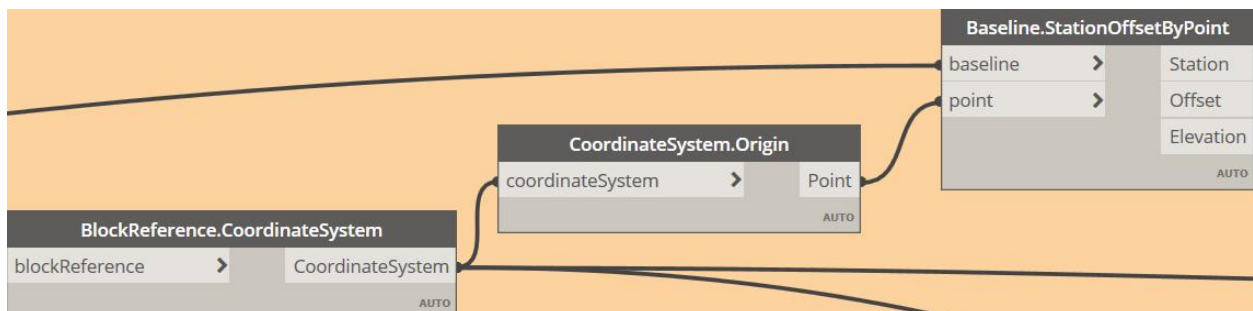 Baseline.StationOffsetByPoint
baseline > Station
point > Offset
Elevation
AUTO
CoordinateSystem.Origin
coordinateSystem > Point
AUTO
BlockReference.CoordinateSystem
blockReference > CoordinateSystem
AUTO